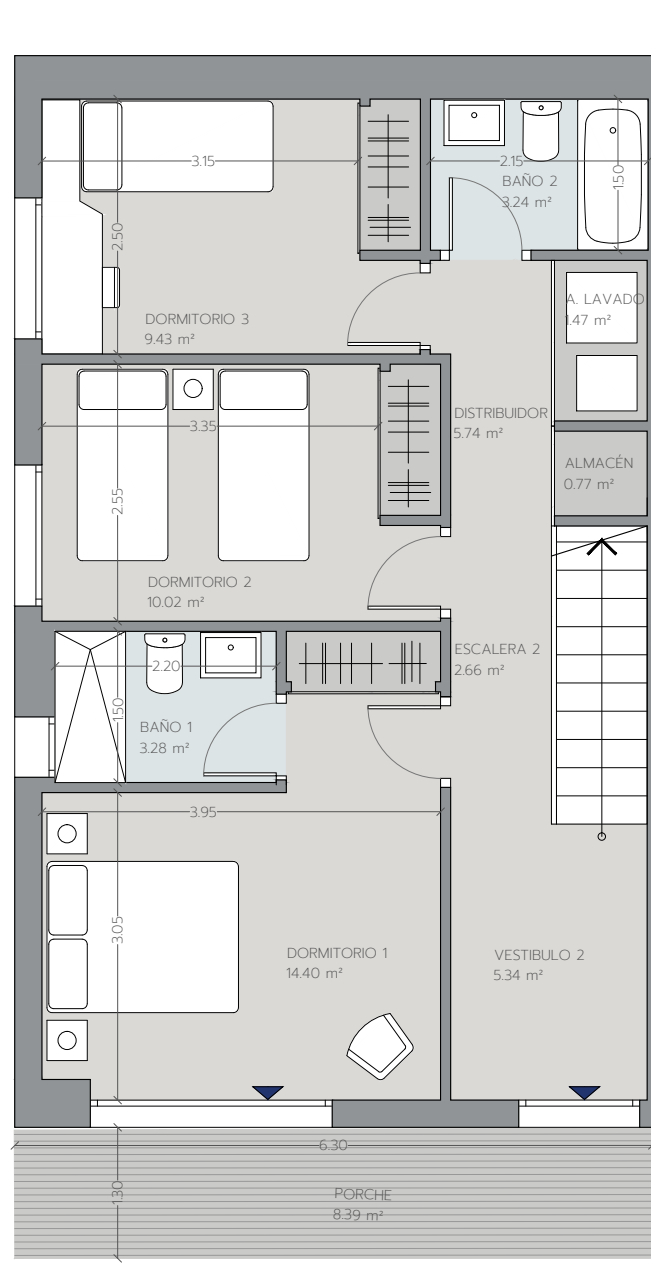 3.15
2.15
BAÑO 2
3.24 m²
1.50
2.50
A. LAVADO
1.47 m²
DORMITORIO 3
9.43 m²
DISTRIBUIDOR
5.74 m²
3.35
ALMACÉN
0.77 m²
2.55
DORMITORIO 2
10.02 m²
ESCALERA 2
2.66 m²
2.20
1.50
BAÑO 1
3.28 m²
3.95
3.05
DORMITORIO 1
14.40 m²
VESTIBULO 2
5.34 m²
6.30
1.30
PORCHE
8.39 m²